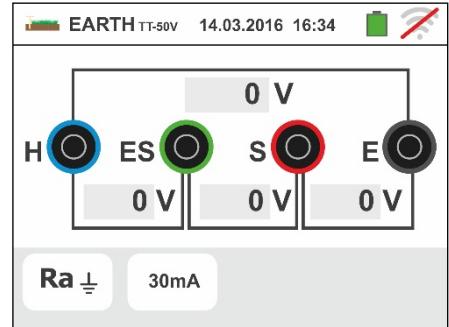 EARTH TT-50V 14.03.2016 16:34
0 V
H ES S E
0 V 0 V 0 V
Ra 30mA